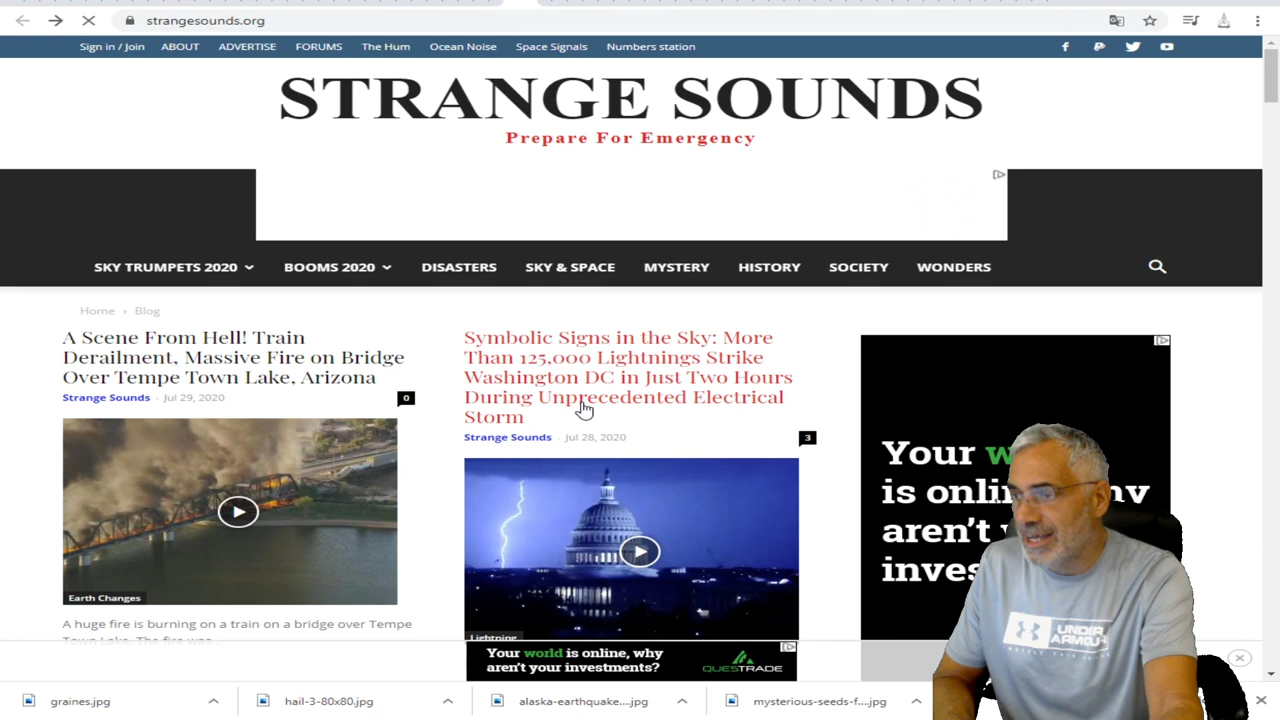 strangesounds.org
Sign in / Join ABOUT ADVERTISE FORUMS The Hum Ocean Noise Space Signals Numbers station
STRANGE SOUNDS
Prepare For Emergency
SKY TRUMPETS 2020 BOOMS 2020 DISASTERS SKY & SPACE MYSTERY HISTORY SOCIETY WONDERS
Home › Blog
A Scene From Hell! Train
Derailment, Massive Fire on Bridge
Over Tempe Town Lake, Arizona
Strange Sounds - Jul 29, 2020 0
Earth Changes
A huge fire is burning on a train on a bridge over Tempe
Town Lake. The fire was...
Symbolic Signs in the Sky: More
Than 125,000 Lightnings Strike
Washington DC in Just Two Hours
During Unprecedented Electrical
Storm
Strange Sounds - Jul 28, 2020 3
Lightning
Your
is
aren't
UNDER
ARMOUR
Your world is online, why
aren't your investments?
QUESTRADE
graines.jpg hail-3-80x80.jpg alaska-earthquake....jpg mysterious-seeds-f....jpg